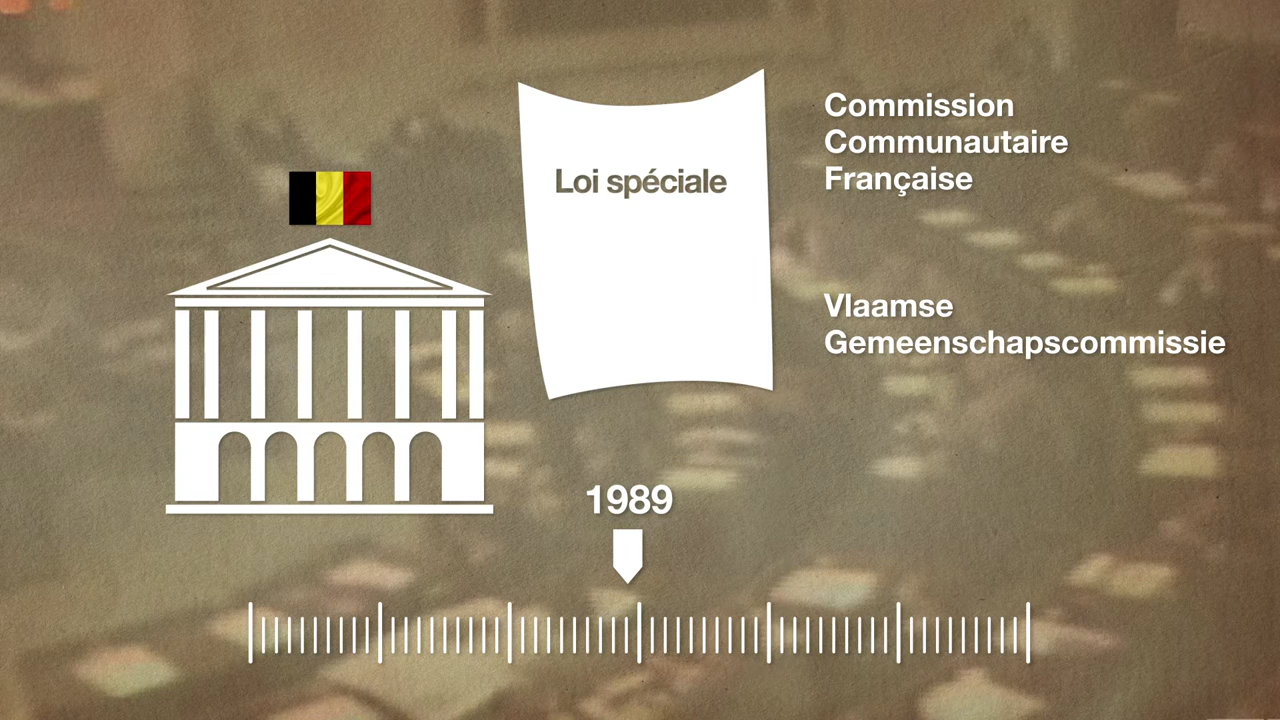 Loi spéciale
Commission
Communautaire
Française
Vlaamse
Gemeenschapscommissie
1989